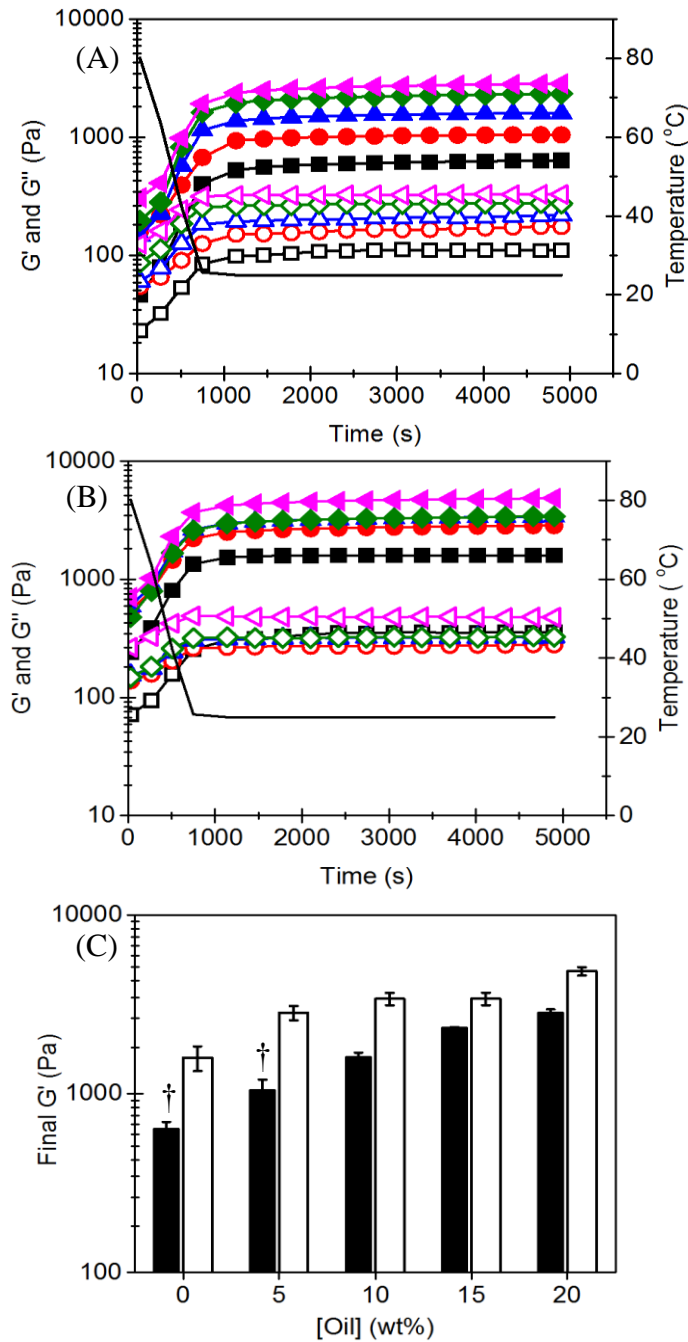 (A)
10000
1000
100
10
G' and G" (Pa)
80
60
40
20
0
Temperature (°C)
0 1000 2000 3000 4000 5000
Time (s)
(B)
10000
1000
100
10
G' and G" (Pa)
80
60
40
20
0
Temperature (°C)
0 1000 2000 3000 4000 5000
Time (s)
(C)
10000
1000
100
Final G' (Pa)
†
†
0 5 10 15 20
[Oil] (wt%)